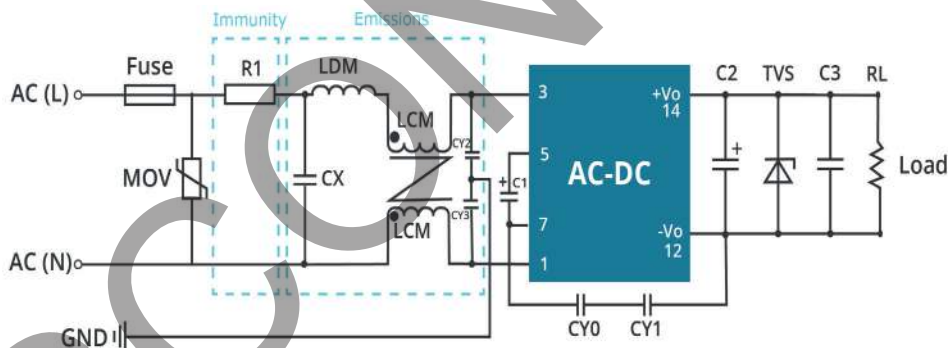 Immunity Emissions
Fuse R1 LDM C2 TVS C3 RL
AC (L) 3 +Vo
14
LCM CY2
5
MOV CX + C1 AC-DC + Load
CY3 7 -Vo
LCM 12
AC (N) 1
CY0 CY1
GND